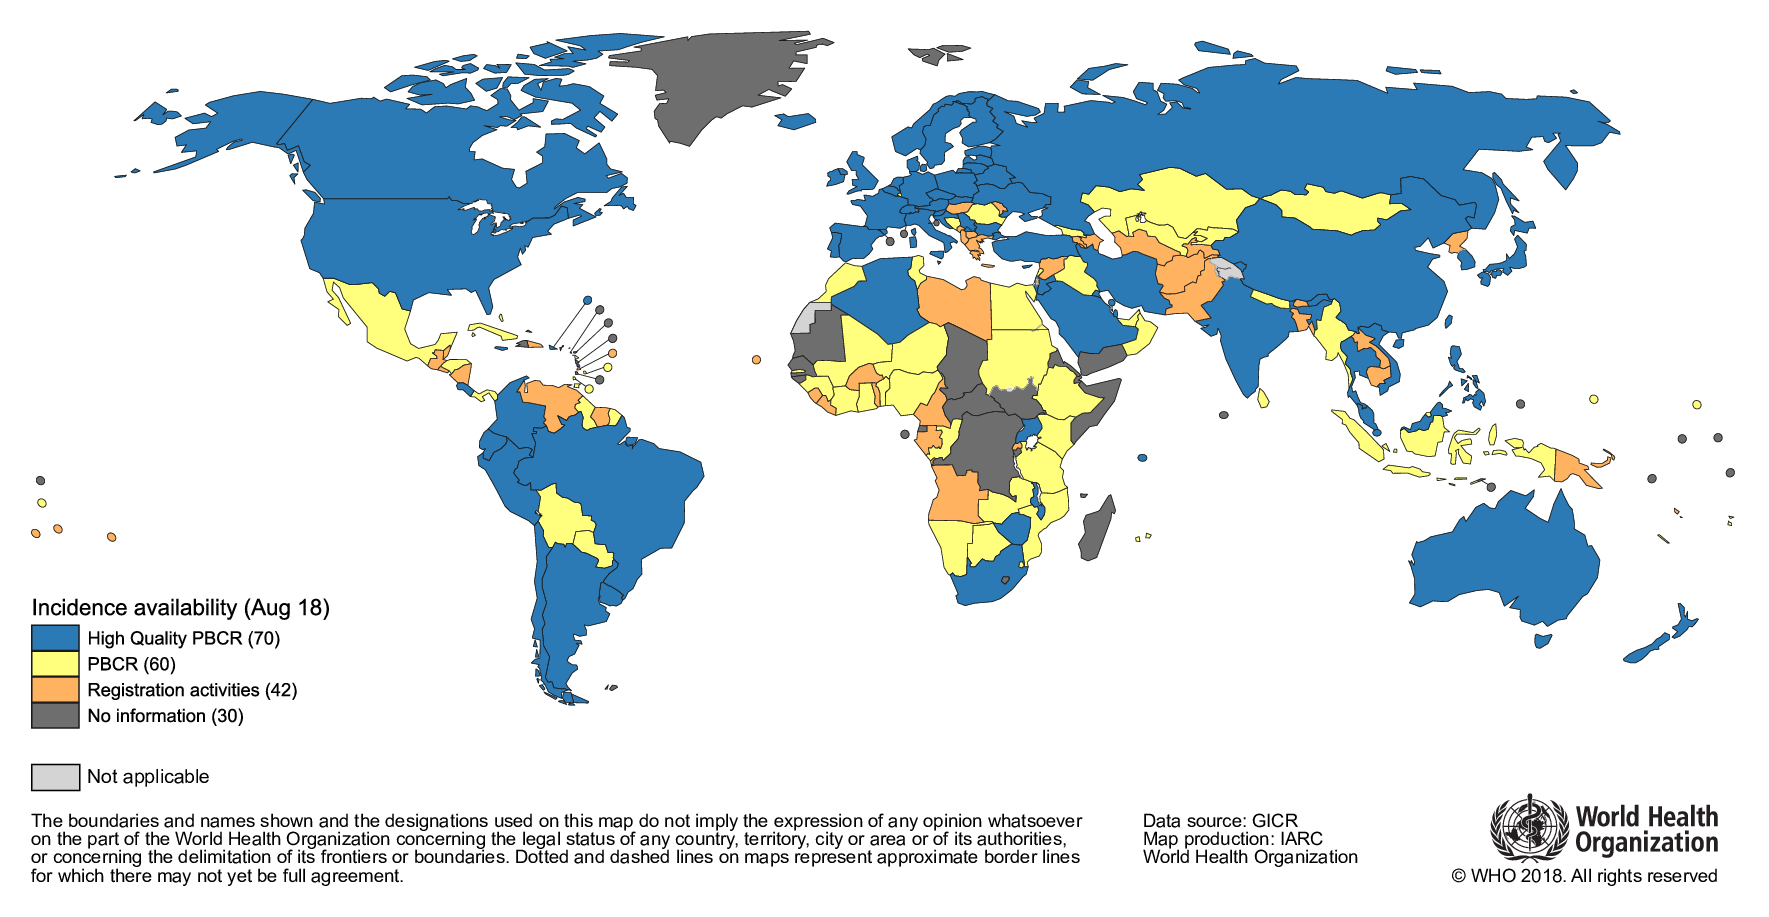 Incidence availability (Aug 18)
High Quality PBCR (70)
PBCR (60)
Registration activities (42)
No information (30)
Not applicable
The boundaries and names shown and the designations used on this map do not imply the expression of any opinion whatsoever
on the part of the World Health Organization concerning the legal status of any country, territory, city or area or of its authorities,
or concerning the delimitation of its frontiers or boundaries. Dotted and dashed lines on maps represent approximate border lines
for which there may not yet be full agreement.
Data source: GICR
Map production: IARC
World Health Organization
World Health
Organization
© WHO 2018. All rights reserved